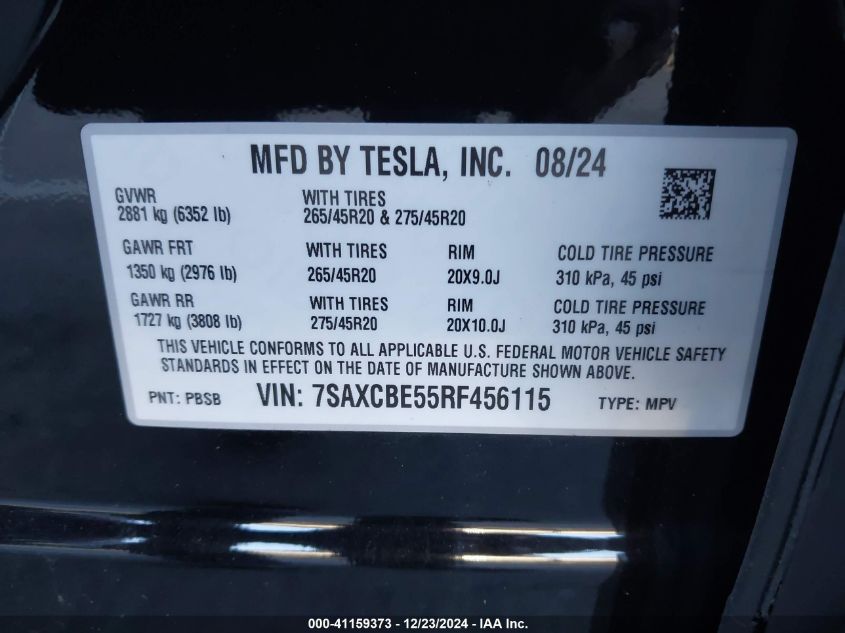 MFD BY TESLA, INC. 08/24
GVWR WITH TIRES
2881 kg (6352 lb) 265/45R20 & 275/45R20
GAWR FRT WITH TIRES RIM COLD TIRE PRESSURE
1350 kg (2976 lb) 265/45R20 20X9.0J 310 kPa, 45 psi
GAWR RR WITH TIRES RIM COLD TIRE PRESSURE
1727 kg (3808 lb) 275/45R20 20X10.0J 310 kPa, 45 psi
THIS VEHICLE CONFORMS TO ALL APPLICABLE U.S. FEDERAL MOTOR VEHICLE SAFETY
STANDARDS IN EFFECT ON THE DATE OF MANUFACTURE SHOWN ABOVE.
PNT: PBSB VIN: 7SAXCBE55RF456115 TYPE: MPV
000-41159373 - 12/23/2024 - IAA Inc.